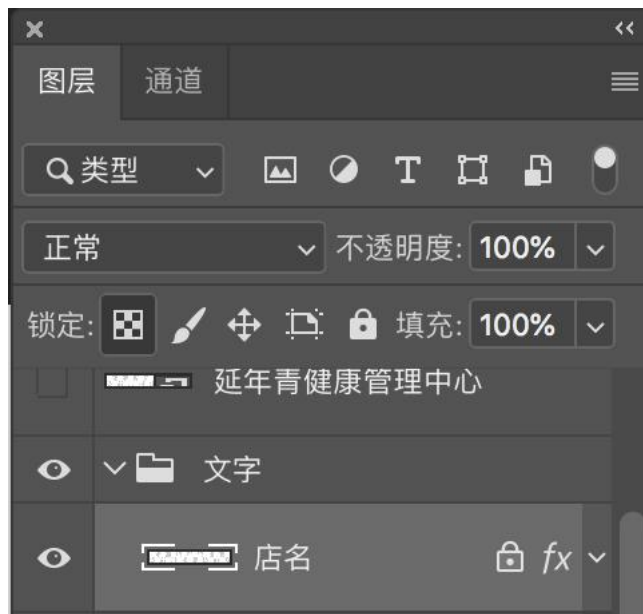 图层 通道
类型
正常 不透明度: 100%
锁定: 填充: 100%
延年青健康管理中心
文字
店名 fx